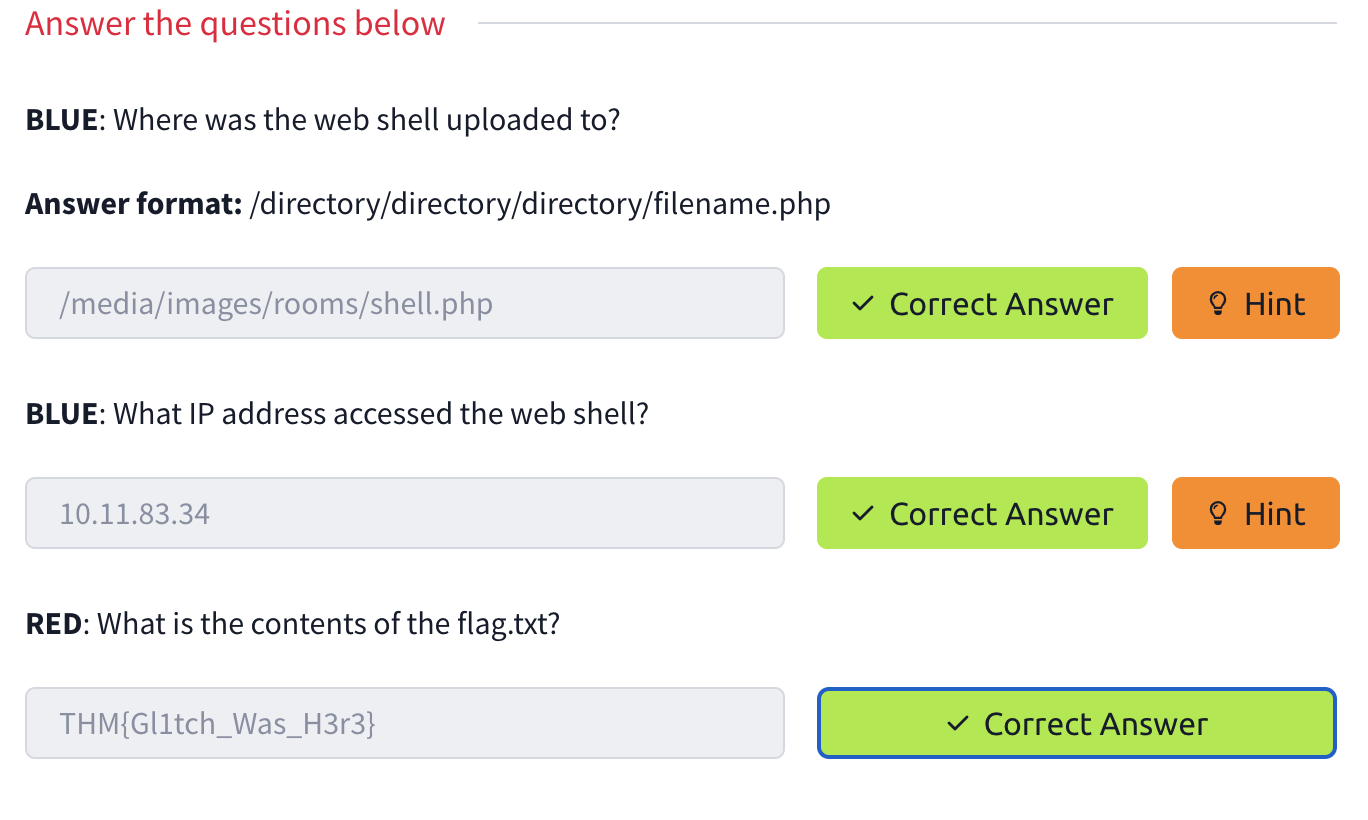 Answer the questions below
BLUE: Where was the web shell uploaded to?
Answer format: /directory/directory/directory/filename.php
/media/images/rooms/shell.php
Correct Answer
Hint
BLUE: What IP address accessed the web shell?
10.11.83.34
Correct Answer
Hint
RED: What is the contents of the flag.txt?
THM{Gl1tch_Was_H3r3}
Correct Answer